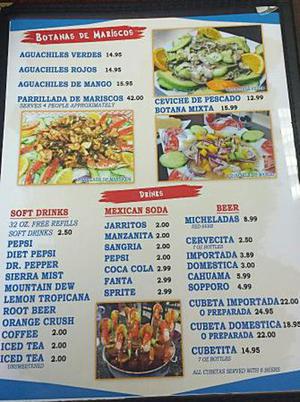 Botanas de Mariscos
AGUACHILES VERDES 14.95
AGUACHILES ROJOS 14.95
AGUACHILES DE MANGO 15.95
PARRILLADA DE MARISCOS 42.00
SERVES 4 PEOPLE APPROXIMATELY
CEVICHE DE PESCADO 12.99
BOTANA MIXTA 15.99
Drinks
SOFT DRINKS
32 OZ. FREE REFILLS
SOFT DRINKS 2.50
PEPSI
DIET PEPSI
DR. PEPPER
SIERRA MIST
MOUNTAIN DEW
LEMON TROPICANA
ROOT BEER
ORANGE CRUSH
COFFEE 2.00
ICED TEA 2.00
ICED TEA 2.00
UNSWEETENED
MEXICAN SODA
JARRITOS 2.00
MANZANITA 2.00
SANGRIA 2.00
PEPSI 2.00
COCA COLA 2.99
FANTA 2.99
SPRITE 2.99
BEER
MICHELADAS 8.99
CERVECITA 2.50
7 OZ BOTTLES
IMPORTADA 3.89
DOMESTICA 3.00
CAHUAMA 5.99
SOPPORO 4.99
CUBETA IMPORTADA 22.00
O PREPARADA 24.95
CUBETA DOMESTICA 18.95
O PREPARADA 22.00
CUBETITA 14.95
7 OZ BOTTLES
ALL CUBETAS SERVED WITH 6 BEERS